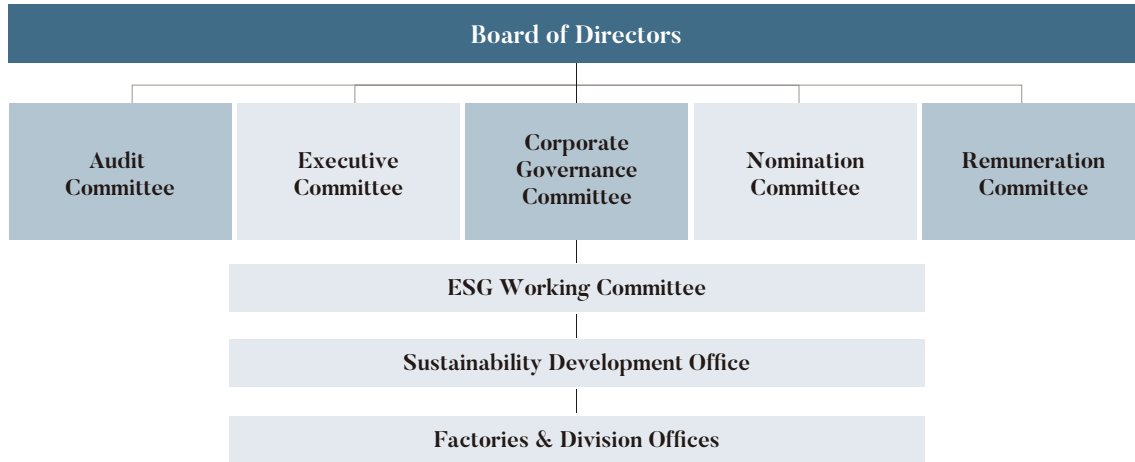 Board of Directors
Audit
Committee
Executive
Committee
Corporate
Governance
Committee
Nomination
Committee
Remuneration
Committee
ESG Working Committee
Sustainability Development Office
Factories & Division Offices